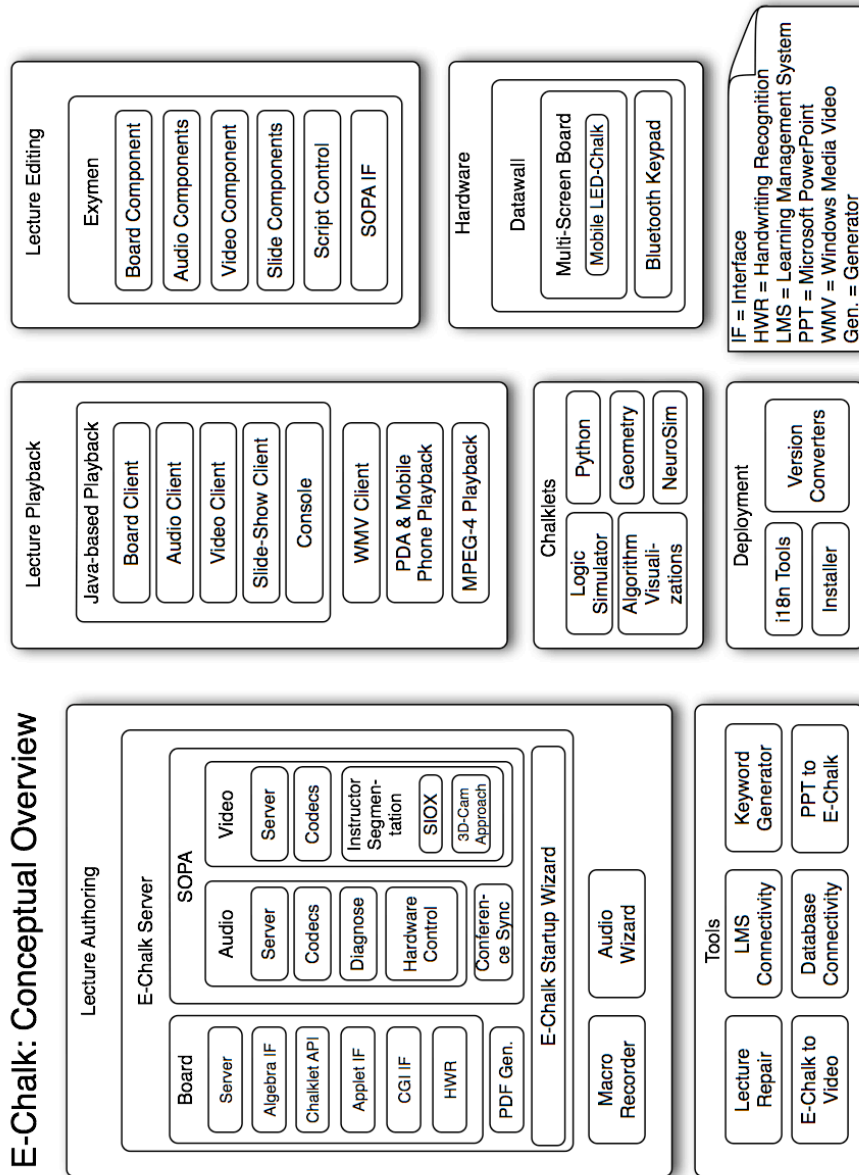 E-Chalk: Conceptual Overview
Lecture Authoring
E-Chalk Server
Board
Server
Algebra IF
Chalklet API
Applet IF
CGI IF
HWR
PDF Gen.
SOPA
Audio
Server
Codecs
Diagnose
Hardware
Control
Conferen-
ce Sync
Video
Server
Codecs
Instructor
Segmen-
tation
SIOX
3D-Cam
Approach
E-Chalk Startup Wizard
Macro
Recorder
Audio
Wizard
Tools
Lecture
Repair
LMS
Connectivity
Keyword
Generator
E-Chalk to
Video
Database
Connectivity
PPT to
E-Chalk
Lecture Playback
Java-based Playback
Board Client
Audio Client
Video Client
Slide-Show Client
Console
WMV Client
PDA & Mobile
Phone Playback
MPEG-4 Playback
Chalklets
Logic
Simulator
Python
Algorithm
Visuali-
zations
Geometry
NeuroSim
Deployment
i18n Tools
Installer
Version
Converters
Lecture Editing
Exymen
Board Component
Audio Components
Video Component
Slide Components
Script Control
SOPA IF
Hardware
Datawall
Multi-Screen Board
Mobile LED-Chalk
Bluetooth Keypad
IF = Interface
HWR = Handwriting Recognition
LMS = Learning Management System
PPT = Microsoft PowerPoint
WMV = Windows Media Video
Gen. = Generator